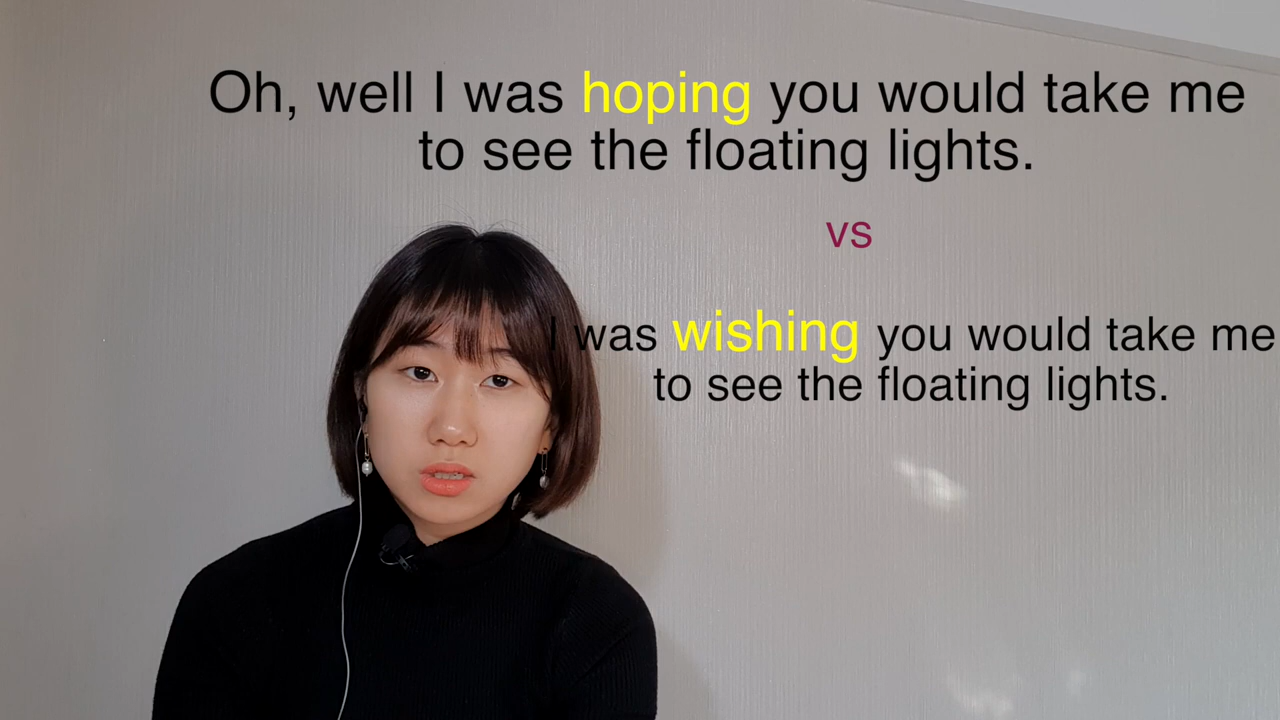 Oh, well I was hoping you would take me
to see the floating lights.
vs
I was wishing you would take me
to see the floating lights.